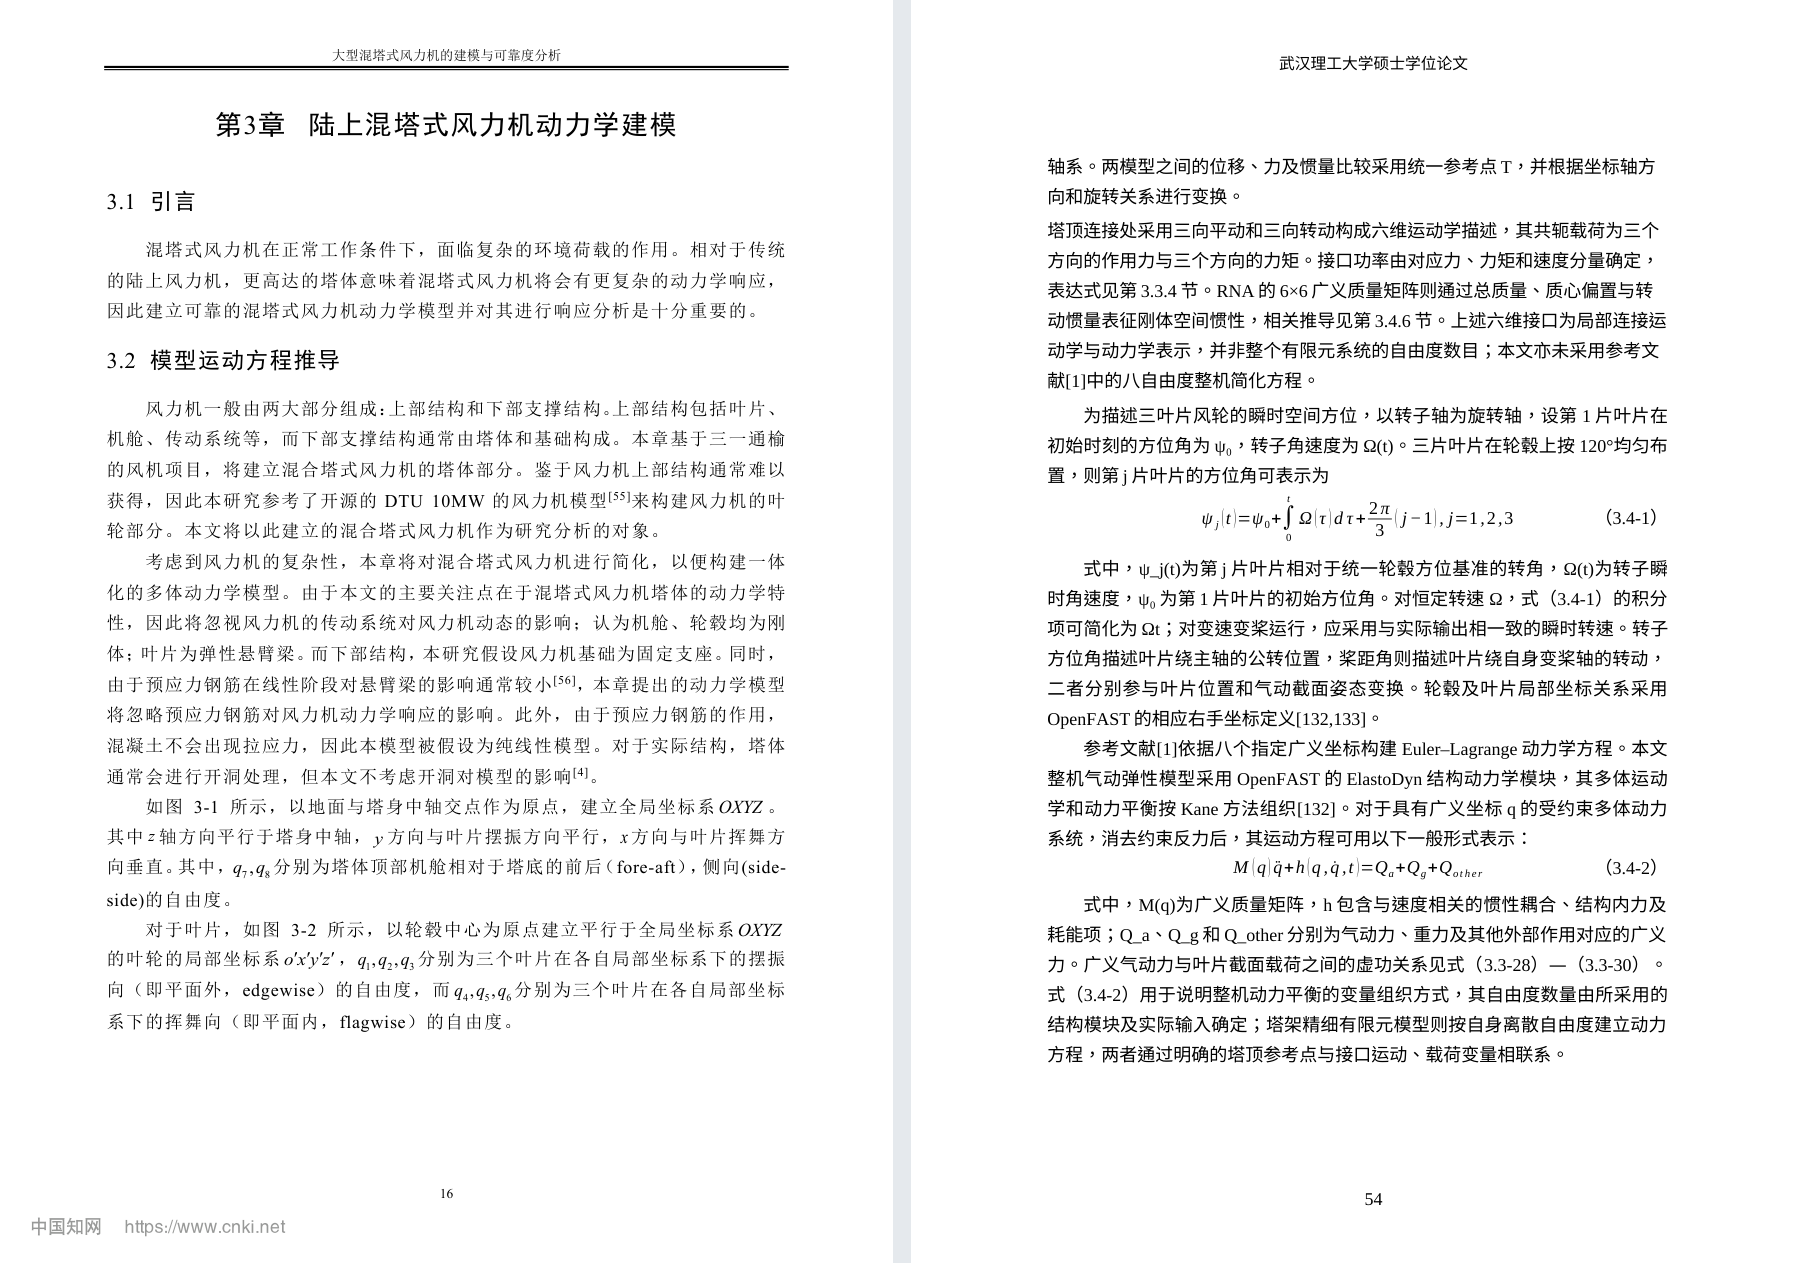 大型混塔式风力机的建模与可靠度分析
第3章 陆上混塔式风力机动力学建模
3.1 引言
混塔式风力机在正常工作条件下，面临复杂的环境荷载的作用。相对于传统
的陆上风力机，更高达的塔体意味着混塔式风力机将会有更复杂的动力学响应，
因此建立可靠的混塔式风力机动力学模型并对其进行响应分析是十分重要的。
3.2 模型运动方程推导
风力机一般由两大部分组成：上部结构和下部支撑结构。上部结构包括叶片、
机舱、传动系统等，而下部支撑结构通常由塔体和基础构成。本章基于三一通榆
的风机项目，将建立混合塔式风力机的塔体部分。鉴于风力机上部结构通常难以
获得，因此本研究参考了开源的 DTU 10MW 的风力机模型[55]来构建风力机的叶
轮部分。本文将以此建立的混合塔式风力机作为研究分析的对象。
考虑到风力机的复杂性，本章将对混合塔式风力机进行简化，以便构建一体
化的多体动力学模型。由于本文的主要关注点在于混塔式风力机塔体的动力学特
性，因此将忽视风力机的传动系统对风力机动态的影响；认为机舱、轮毂均为刚
体；叶片为弹性悬臂梁。而下部结构，本研究假设风力机基础为固定支座。同时，
由于预应力钢筋在线性阶段对悬臂梁的影响通常较小[56]，本章提出的动力学模型
将忽略预应力钢筋对风力机动力学响应的影响。此外，由于预应力钢筋的作用，
混凝土不会出现拉应力，因此本模型被假设为纯线性模型。对于实际结构，塔体
通常会进行开洞处理，但本文不考虑开洞对模型的影响[4]。
如图 3-1 所示，以地面与塔身中轴交点作为原点，建立全局坐标系OXYZ 。
其中z轴方向平行于塔身中轴，y方向与叶片摆振方向平行，x方向与叶片挥舞方
向垂直。其中，q₇,q₈分别为塔体顶部机舱相对于塔底的前后（fore-aft），侧向(side-
side)的自由度。
对于叶片，如图 3-2 所示，以轮毂中心为原点建立平行于全局坐标系OXYZ
的叶轮的局部坐标系o'x'y'z'，q₁,q₂,q₃分别为三个叶片在各自局部坐标系下的摆振
向（即平面外，edgewise）的自由度，而q₄,q₅,q₆分别为三个叶片在各自局部坐标
系下的挥舞向（即平面内，flagwise）的自由度。
16
中国知网 https://www.cnki.net
武汉理工大学硕士学位论文
轴系。两模型之间的位移、力及惯量比较采用统一参考点 T，并根据坐标轴方
向和旋转关系进行变换。
塔顶连接处采用三向平动和三向转动构成六维运动学描述，其共轭载荷为三个
方向的作用力与三个方向的力矩。接口功率由对应力、力矩和速度分量确定，
表达式见第 3.3.4 节。RNA 的 6×6 广义质量矩阵则通过总质量、质心偏置与转
动惯量表征刚体空间惯性，相关推导见第 3.4.6 节。上述六维接口为局部连接运
动学与动力学表示，并非整个有限元系统的自由度数目；本文亦未采用参考文
献[1]中的八自由度整机简化方程。
为描述三叶片风轮的瞬时空间方位，以转子轴为旋转轴，设第 1 片叶片在
初始时刻的方位角为 ψ₀，转子角速度为 Ω(t)。三片叶片在轮毂上按 120°均匀布
置，则第 j 片叶片的方位角可表示为
ψ_j(t)=ψ₀+∫₀ᵗ Ω(τ)dτ+2π/3(j−1),j=1,2,3 （3.4-1）
式中，ψ_j(t)为第 j 片叶片相对于统一轮毂方位基准的转角，Ω(t)为转子瞬
时角速度，ψ₀ 为第 1 片叶片的初始方位角。对恒定转速 Ω，式（3.4-1）的积分
项可简化为 Ωt；对变速变桨运行，应采用与实际输出相一致的瞬时转速。转子
方位角描述叶片绕主轴的公转位置，桨距角则描述叶片绕自身变桨轴的转动，
二者分别参与叶片位置和气动截面姿态变换。轮毂及叶片局部坐标关系采用
OpenFAST 的相应右手坐标定义[132,133]。
参考文献[1]依据八个指定广义坐标构建 Euler–Lagrange 动力学方程。本文
整机气动弹性模型采用 OpenFAST 的 ElastoDyn 结构动力学模块，其多体运动
学和动力平衡按 Kane 方法组织[132]。对于具有广义坐标 q 的受约束多体动力
系统，消去约束反力后，其运动方程可用以下一般形式表示：
M(q)q̈+h(q,q̇,t)=Q_a+Q_g+Q_other （3.4-2）
式中，M(q)为广义质量矩阵，h 包含与速度相关的惯性耦合、结构内力及
耗能项；Q_a、Q_g 和 Q_other 分别为气动力、重力及其他外部作用对应的广义
力。广义气动力与叶片截面载荷之间的虚功关系见式（3.3-28）—（3.3-30）。
式（3.4-2）用于说明整机动力平衡的变量组织方式，其自由度数量由所采用的
结构模块及实际输入确定；塔架精细有限元模型则按自身离散自由度建立动力
方程，两者通过明确的塔顶参考点与接口运动、载荷变量相联系。
54